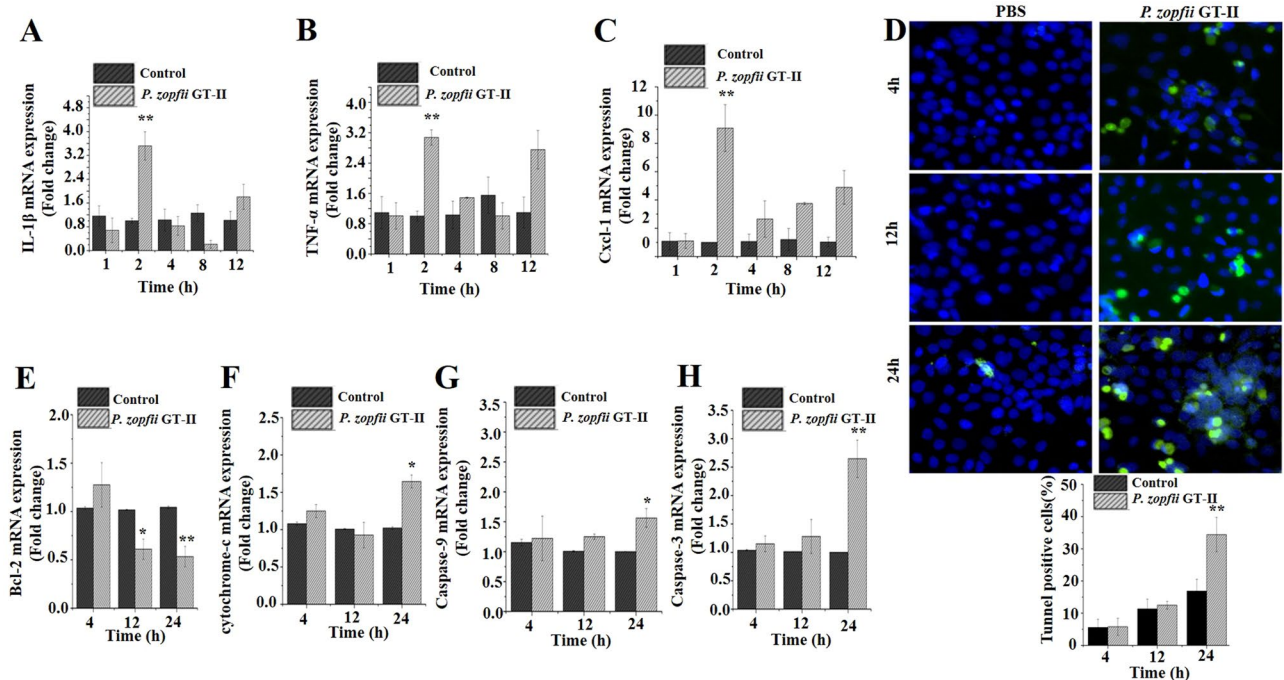 A
Control
P. zopfii GT-II
IL-1β mRNA expression
(Fold change)
4.8
4.2
3.6
3.0
2.4
1.8
1.2
0.6
0.0
**
1 2 4 8 12
Time (h)
B
Control
P. zopfii GT-II
TNF-α mRNA expression
(Fold change)
4.0
3.2
2.4
1.6
0.8
0.0
**
1 2 4 8 12
Time (h)
C
Control
P. zopfii GT-II
Cxcl-1 mRNA expression
(Fold change)
12
10
8
6
4
2
0
**
1 2 4 8 12
Time (h)
D
PBS P. zopfii GT-II
4h
12h
24h
Control
P. zopfii GT-II
Tunnel positive cells(%)
50
40
30
20
10
0
**
4 12 24
Time (h)
E
Control
P. zopfii GT-II
Bcl-2 mRNA expression
(Fold change)
2.0
1.5
1.0
0.5
0.0
* **
4 12 24
Time (h)
F
Control
P. zopfii GT-II
cytochrome-c mRNA expression
(Fold change)
2.5
2.0
1.5
1.0
0.5
0.0
*
4 12 24
Time (h)
G
Control
P. zopfii GT-II
Caspase-9 mRNA expression
(Fold change)
3.5
3.0
2.5
2.0
1.5
1.0
0.5
0.0
*
4 12 24
Time (h)
H
Control
P. zopfii GT-II
Caspase-3 mRNA expression
(Fold change)
3.5
3.0
2.5
2.0
1.5
1.0
0.5
0.0
**
4 12 24
Time (h)